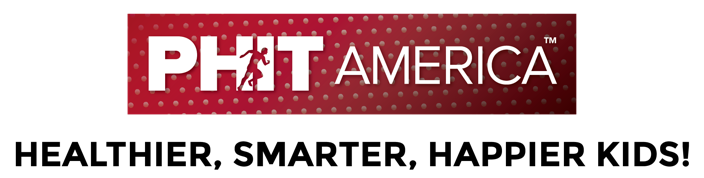 PHIT AMERICA™
HEALTHIER, SMARTER, HAPPIER KIDS!